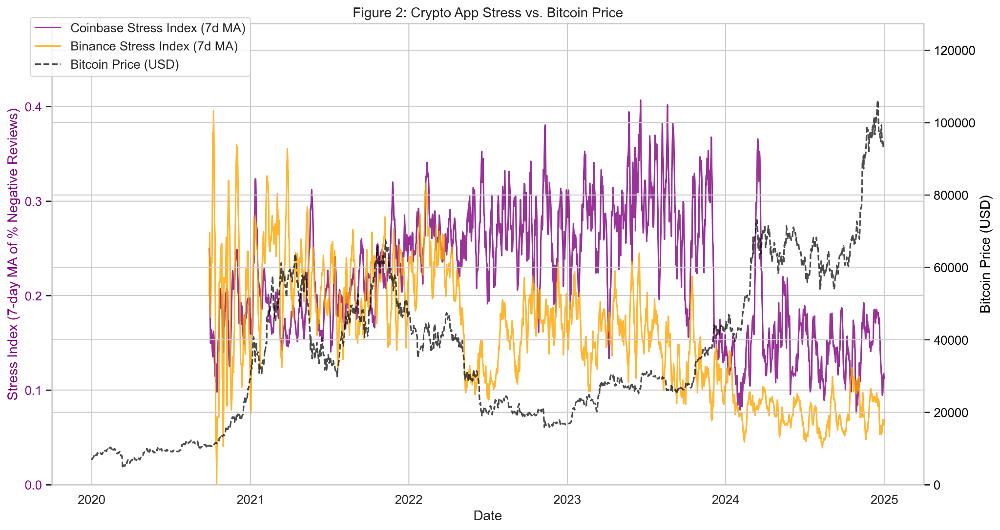 Figure 2: Crypto App Stress vs. Bitcoin Price
Coinbase Stress Index (7d MA)
Binance Stress Index (7d MA)
Bitcoin Price (USD)
Stress Index (7-day MA of % Negative Reviews)
0.4
0.3
0.2
0.1
0.0
120000
100000
80000
60000
40000
20000
0
Bitcoin Price (USD)
2020 2021 2022 2023 2024 2025
Date